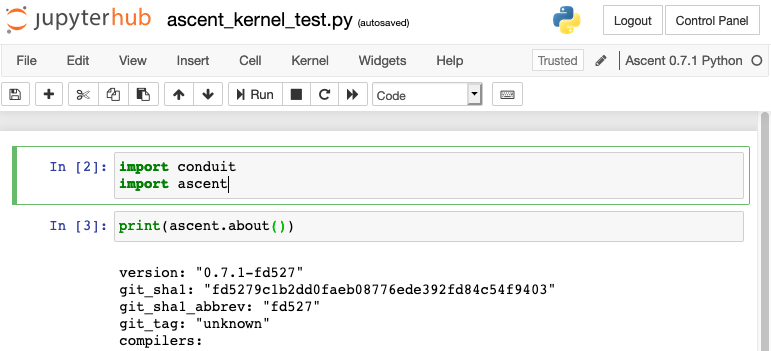 jupyterhub ascent_kernel_test.py (autosaved) Logout Control Panel
File Edit View Insert Cell Kernel Widgets Help Trusted Ascent 0.7.1 Python
Run Code
In [2]: import conduit
import ascent
In [3]: print(ascent.about())
version: "0.7.1-fd527"
git_sha1: "fd5279c1b2dd0faeb08776ede392fd84c54f9403"
git_sha1_abbrev: "fd527"
git_tag: "unknown"
compilers: